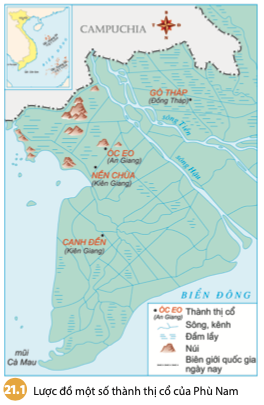 CAMPUCHIA
GÒ THÁP
(Đồng Tháp)
sông Tiền
ÓC EO
(An Giang)
sông Hậu
NỀN CHÙA
(Kiên Giang)
CẠNH ĐỀN
(Kiên Giang)
BIỂN ĐÔNG
mũi
Cà Mau
ÓC EO
(An Giang)
Thành thị cổ
Sông, kênh
Đầm lầy
Núi
Biên giới quốc gia
ngày nay
21.1 Lược đồ một số thành thị cổ của Phù Nam